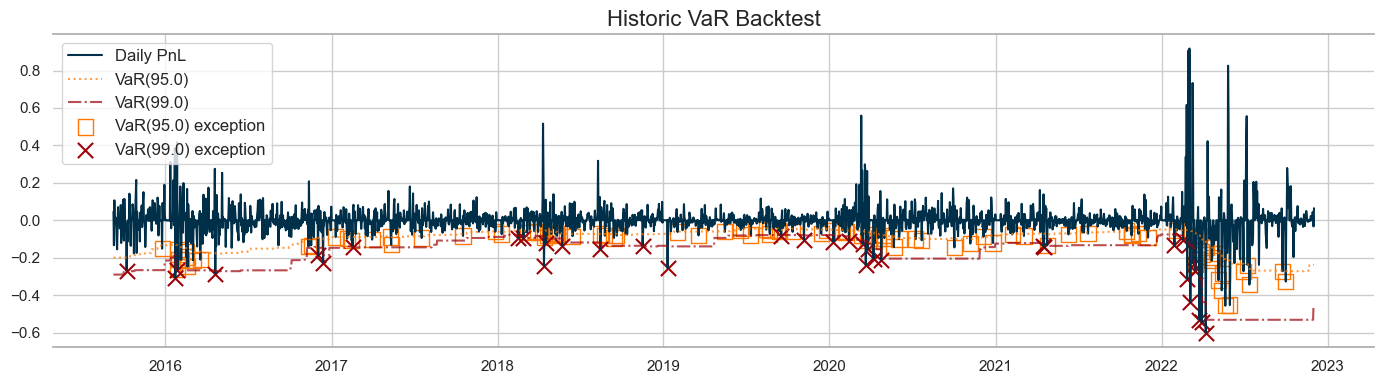 Historic VaR Backtest
Daily PnL
VaR(95.0)
VaR(99.0)
VaR(95.0) exception
VaR(99.0) exception
0.8
0.6
0.4
0.2
0.0
−0.2
−0.4
−0.6
2016 2017 2018 2019 2020 2021 2022 2023